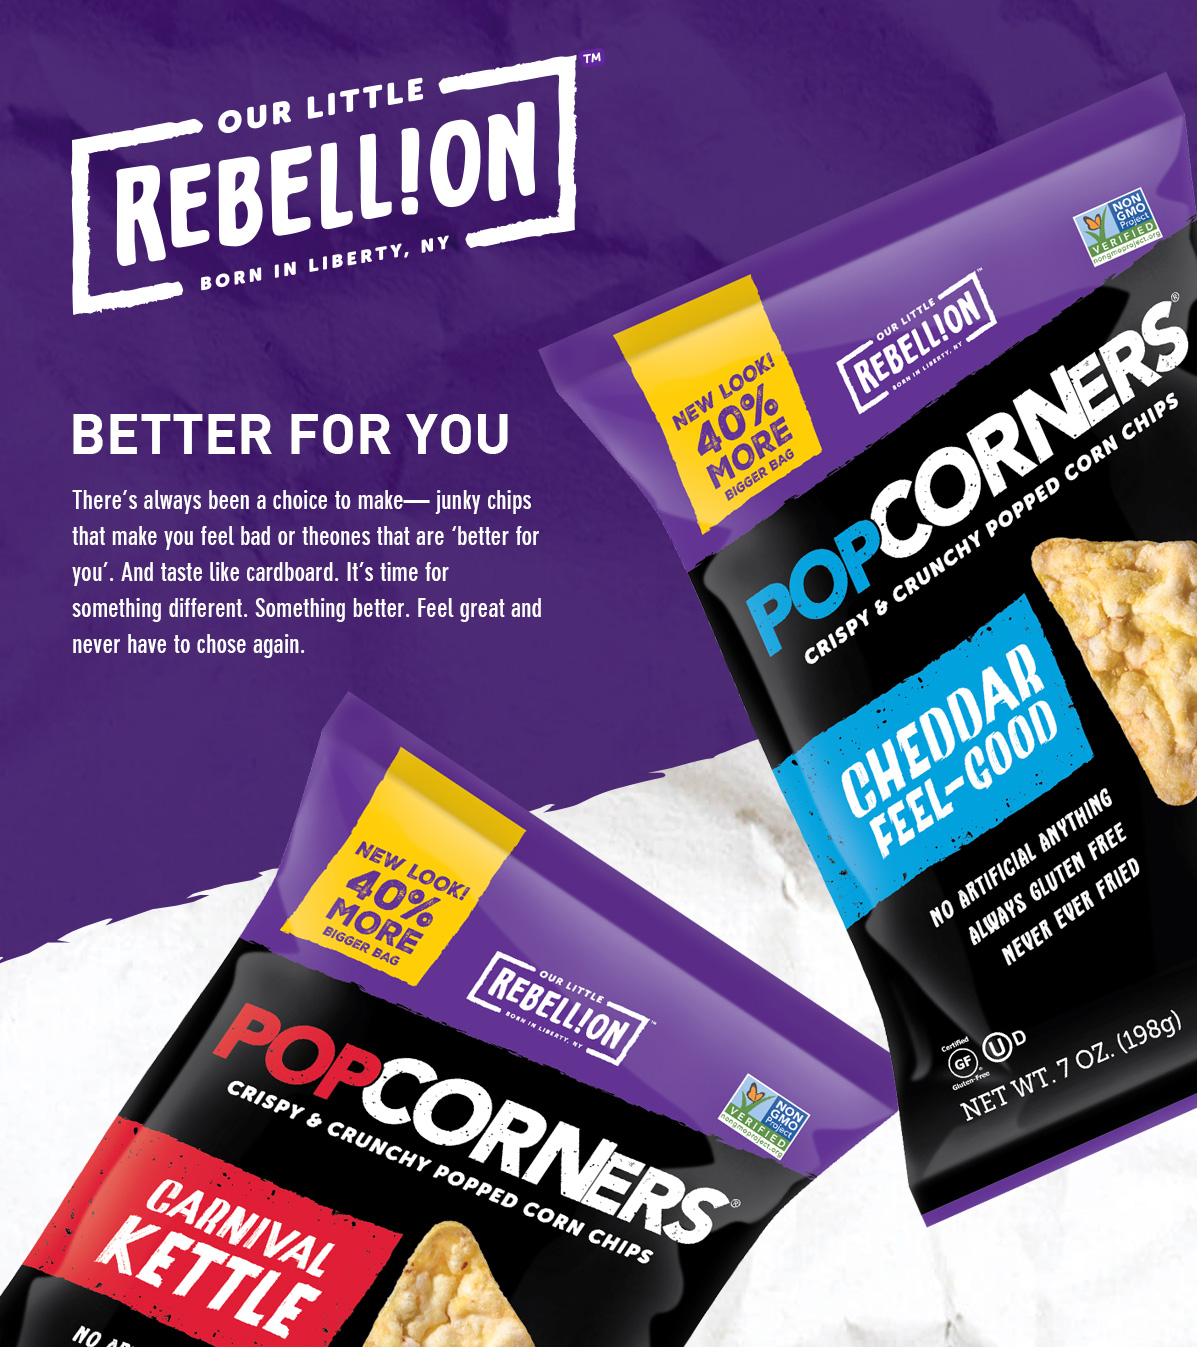 OUR LITTLE
REBELL!ON
BORN IN LIBERTY, NY
TM
BETTER FOR YOU
There's always been a choice to make— junky chips
that make you feel bad or theones that are ‘better for
you’. And taste like cardboard. It's time for
something different. Something better. Feel great and
never have to chose again.
NEW LOOK!
40%
MORE
BIGGER BAG
OUR LITTLE
REBELL!ON
BORN IN LIBERTY, NY
TM
NON
GMO
Project
VERIFIED
nongmoproject.org
POPCORNERS®
CRISPY & CRUNCHY POPPED CORN CHIPS
CHEDDAR
FEEL-GOOD
NO ARTIFICIAL ANYTHING
ALWAYS GLUTEN FREE
NEVER EVER FRIED
Certified
GF
Gluten-Free
U D
NET WT. 7 OZ. (198g)
NEW LOOK!
40%
MORE
BIGGER BAG
OUR LITTLE
REBELL!ON
BORN IN LIBERTY, NY
TM
NON
GMO
Project
VERIFIED
nongmoproject.org
POPCORNERS®
CRISPY & CRUNCHY POPPED CORN CHIPS
CARNIVAL
KETTLE
NO